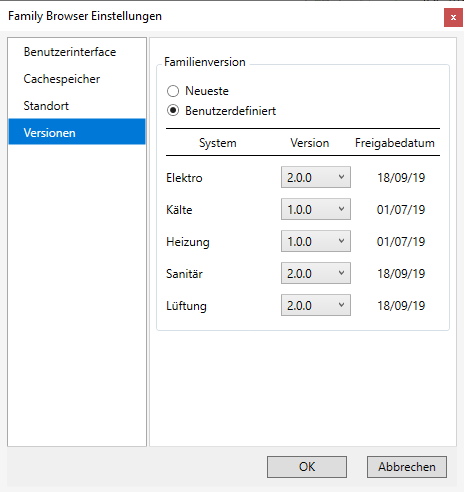 Family Browser Einstellungen
x
Benutzerinterface
Cachespeicher
Standort
Versionen
Familienversion
Neueste
Benutzerdefiniert
System Version Freigabedatum
Elektro 2.0.0 18/09/19
Kälte 1.0.0 01/07/19
Heizung 1.0.0 01/07/19
Sanitär 2.0.0 18/09/19
Lüftung 2.0.0 18/09/19
OK Abbrechen